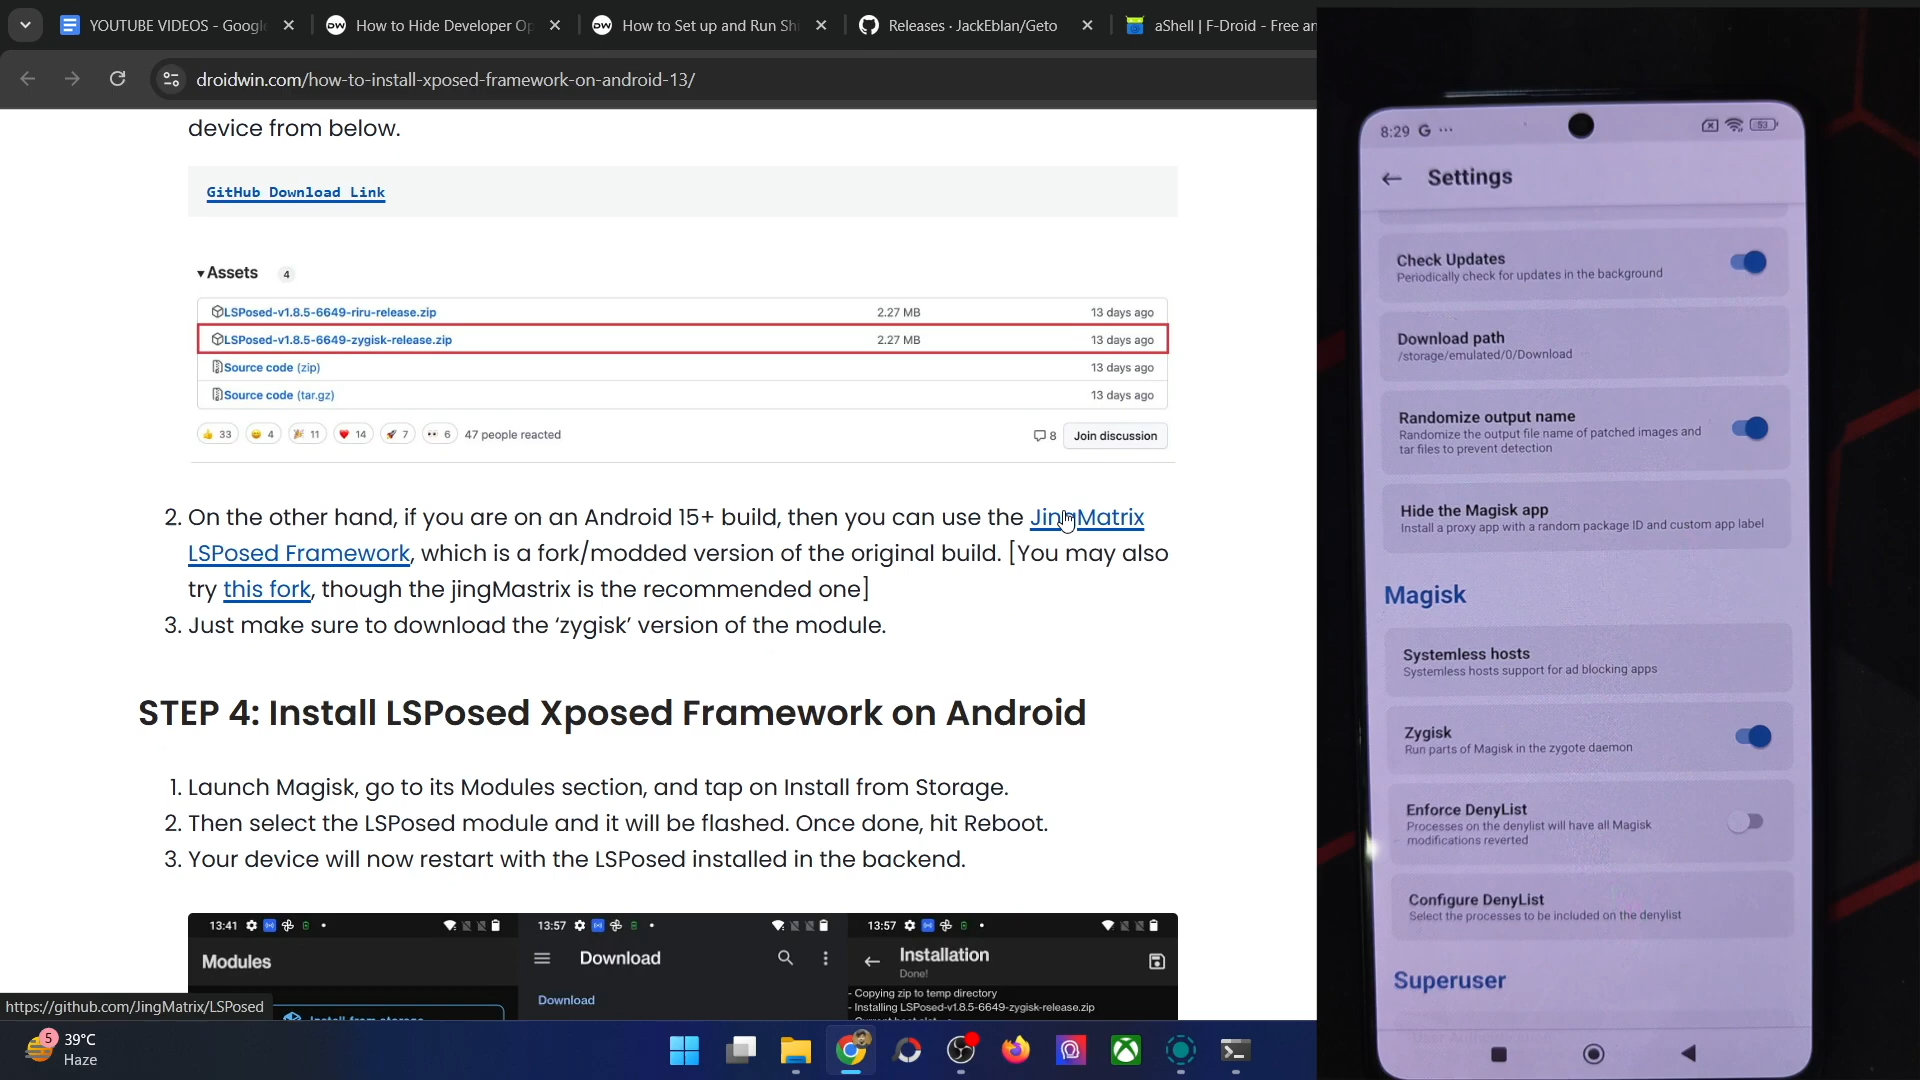 YOUTUBE VIDEOS - Google
How to Hide Developer Op
How to Set up and Run Shi
Releases · JackEblan/Geto
aShell | F-Droid - Free an
droidwin.com/how-to-install-xposed-framework-on-android-13/
device from below.
GitHub Download Link
Assets 4
LSPosed-v1.8.5-6649-riru-release.zip 2.27 MB 13 days ago
LSPosed-v1.8.5-6649-zygisk-release.zip 2.27 MB 13 days ago
Source code (zip) 13 days ago
Source code (tar.gz) 13 days ago
33 4 11 14 7 6 47 people reacted 8 Join discussion
2. On the other hand, if you are on an Android 15+ build, then you can use the JingMatrix
LSPosed Framework, which is a fork/modded version of the original build. [You may also
try this fork, though the jingMastrix is the recommended one]
3. Just make sure to download the ‘zygisk’ version of the module.
STEP 4: Install LSPosed Xposed Framework on Android
1. Launch Magisk, go to its Modules section, and tap on Install from Storage.
2. Then select the LSPosed module and it will be flashed. Once done, hit Reboot.
3. Your device will now restart with the LSPosed installed in the backend.
13:41
Modules
Install from storage
13:57
Download
Download
13:57
Installation
Done!
- Copying zip to temp directory
- Installing LSPosed-v1.8.5-6649-zygisk-release.zip
https://github.com/JingMatrix/LSPosed
5
39°C
Haze
8:29 G ··· 53
Settings
Check Updates
Periodically check for updates in the background
Download path
/storage/emulated/0/Download
Randomize output name
Randomize the output file name of patched images and
tar files to prevent detection
Hide the Magisk app
Install a proxy app with a random package ID and custom app label
Magisk
Systemless hosts
Systemless hosts support for ad blocking apps
Zygisk
Run parts of Magisk in the zygote daemon
Enforce DenyList
Processes on the denylist will have all Magisk
modifications reverted
Configure DenyList
Select the processes to be included on the denylist
Superuser